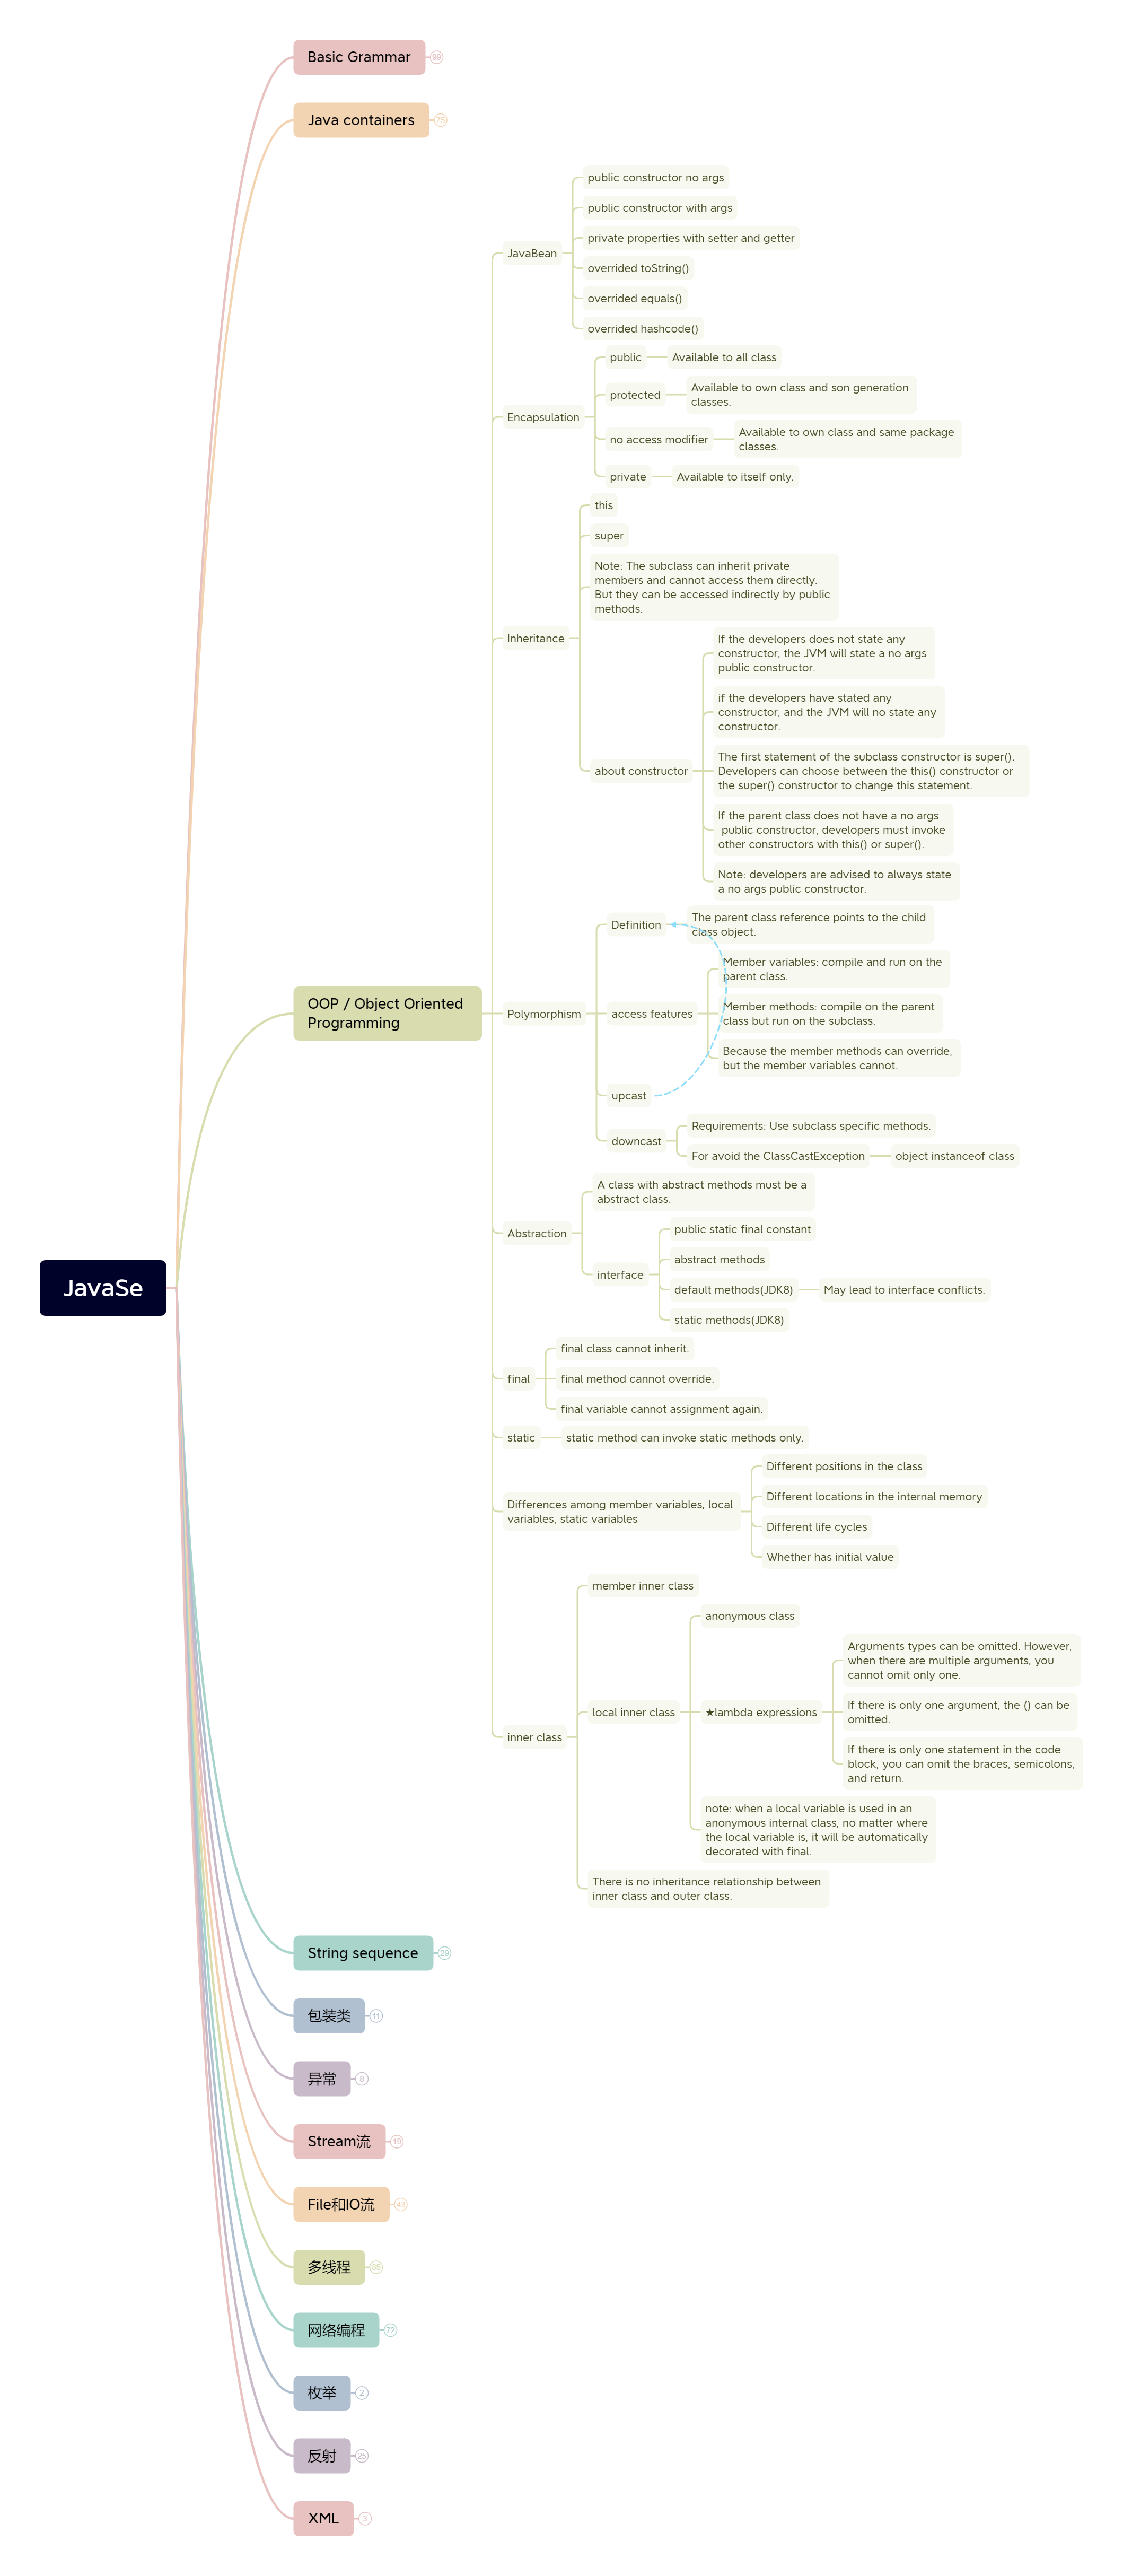 Basic Grammar
99
Java containers
75
public constructor no args
public constructor with args
private properties with setter and getter
JavaBean
overrided toString()
overrided equals()
overrided hashcode()
public
Available to all class
protected
Available to own class and son generation
classes.
Encapsulation
no access modifier
Available to own class and same package
classes.
private
Available to itself only.
this
super
Note: The subclass can inherit private
members and cannot access them directly.
But they can be accessed indirectly by public
methods.
Inheritance
about constructor
If the developers does not state any
constructor, the JVM will state a no args
public constructor.
if the developers have stated any
constructor, and the JVM will no state any
constructor.
The first statement of the subclass constructor is super().
Developers can choose between the this() constructor or
the super() constructor to change this statement.
If the parent class does not have a no args
public constructor, developers must invoke
other constructors with this() or super().
Note: developers are advised to always state
a no args public constructor.
OOP / Object Oriented
Programming
Polymorphism
Definition
The parent class reference points to the child
class object.
access features
Member variables: compile and run on the
parent class.
Member methods: compile on the parent
class but run on the subclass.
Because the member methods can override,
but the member variables cannot.
upcast
downcast
Requirements: Use subclass specific methods.
For avoid the ClassCastException
object instanceof class
Abstraction
A class with abstract methods must be a
abstract class.
interface
public static final constant
abstract methods
default methods(JDK8)
May lead to interface conflicts.
static methods(JDK8)
JavaSe
final
final class cannot inherit.
final method cannot override.
final variable cannot assignment again.
static
static method can invoke static methods only.
Differences among member variables, local
variables, static variables
Different positions in the class
Different locations in the internal memory
Different life cycles
Whether has initial value
inner class
member inner class
local inner class
anonymous class
★lambda expressions
Arguments types can be omitted. However,
when there are multiple arguments, you
cannot omit only one.
If there is only one argument, the () can be
omitted.
If there is only one statement in the code
block, you can omit the braces, semicolons,
and return.
note: when a local variable is used in an
anonymous internal class, no matter where
the local variable is, it will be automatically
decorated with final.
There is no inheritance relationship between
inner class and outer class.
String sequence
29
包装类
11
异常
8
Stream流
19
File和IO流
43
多线程
85
网络编程
72
枚举
2
反射
25
XML
3